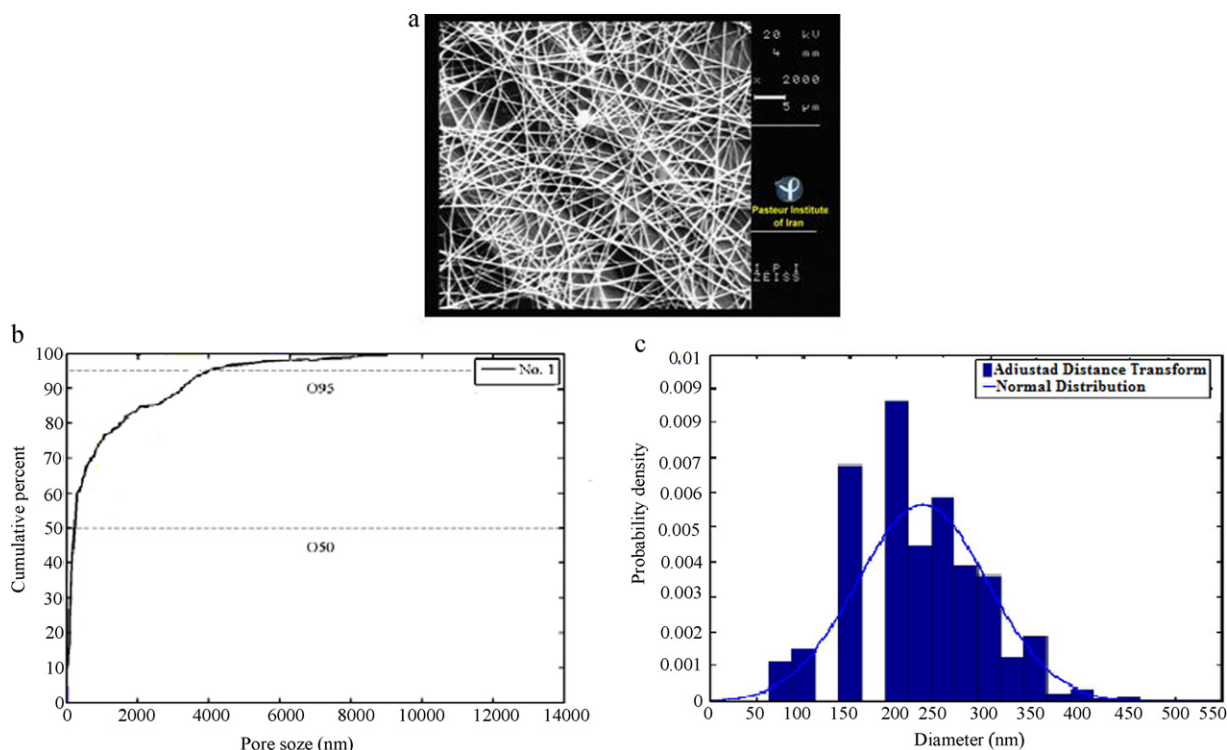 a
20 kV
4 mm
x 2000
5 µm
Pasteur Institute
of Iran
I P I
ZEISS
b
100
90
80
70
60
50
40
30
20
10
0
Cumulative percent
No. 1
O95
O50
0 2000 4000 6000 8000 10000 12000 14000
Pore soze (nm)
c
0.01
0.009
0.007
0.006
0.005
0.003
0.002
0.001
0
Probability density
Adiustad Distance Transform
Normal Distribution
0 50 100 150 200 250 300 350 400 450 500 550
Diameter (nm)